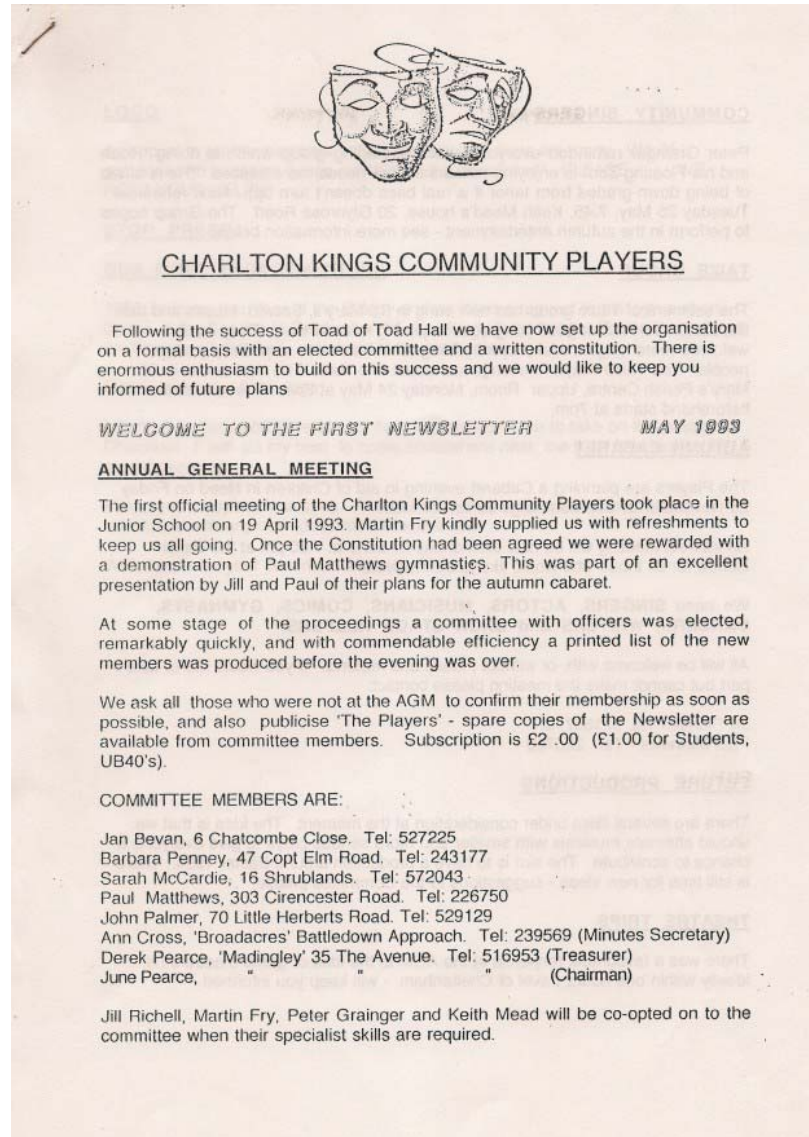 CHARLTON KINGS COMMUNITY PLAYERS
Following the success of Toad of Toad Hall we have now set up the organisation
on a formal basis with an elected committee and a written constitution. There is
enormous enthusiasm to build on this success and we would like to keep you
informed of future plans
WELCOME TO THE FIRST NEWSLETTER MAY 1993
ANNUAL GENERAL MEETING
The first official meeting of the Charlton Kings Community Players took place in the
Junior School on 19 April 1993. Martin Fry kindly supplied us with refreshments to
keep us all going. Once the Constitution had been agreed we were rewarded with
a demonstration of Paul Matthews gymnastics. This was part of an excellent
presentation by Jill and Paul of their plans for the autumn cabaret.
At some stage of the proceedings a committee with officers was elected,
remarkably quickly, and with commendable efficiency a printed list of the new
members was produced before the evening was over.
We ask all those who were not at the AGM to confirm their membership as soon as
possible, and also publicise 'The Players' - spare copies of the Newsletter are
available from committee members. Subscription is £2 .00 (£1.00 for Students,
UB40's).
COMMITTEE MEMBERS ARE:
Jan Bevan, 6 Chatcombe Close. Tel: 527225
Barbara Penney, 47 Copt Elm Road. Tel: 243177
Sarah McCardie, 16 Shrublands. Tel: 572043
Paul Matthews, 303 Cirencester Road. Tel: 226750
John Palmer, 70 Little Herberts Road. Tel: 529129
Ann Cross, 'Broadacres' Battledown Approach. Tel: 239569 (Minutes Secretary)
Derek Pearce, 'Madingley' 35 The Avenue. Tel: 516953 (Treasurer)
June Pearce, " " " (Chairman)
Jill Richell, Martin Fry, Peter Grainger and Keith Mead will be co-opted on to the
committee when their specialist skills are required.